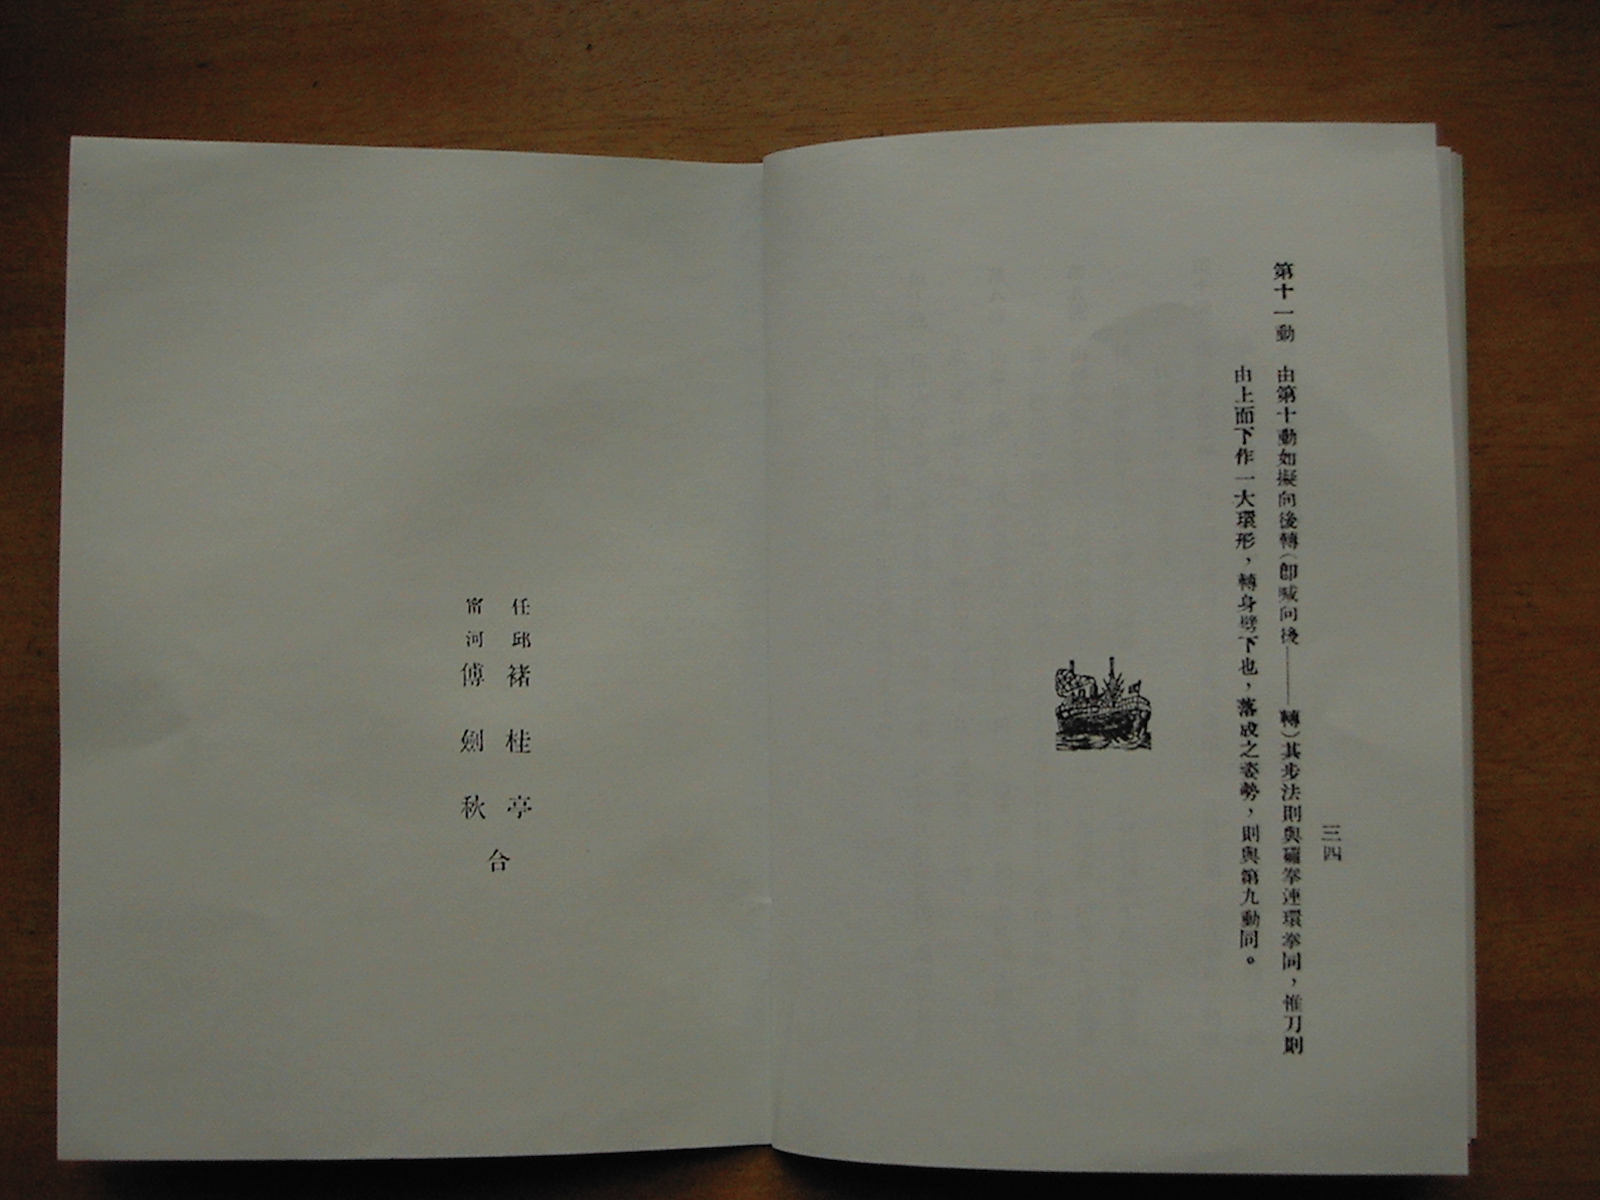 三四
第十一動　由第十動如擬向後轉（卽喊向後——轉）其步法則與礮拳連環拳同，惟刀則
由上面下作一大環形，轉身劈下也，落成之姿勢，則與第九動同。
任邱褚桂亭
甯河傅劍秋
合